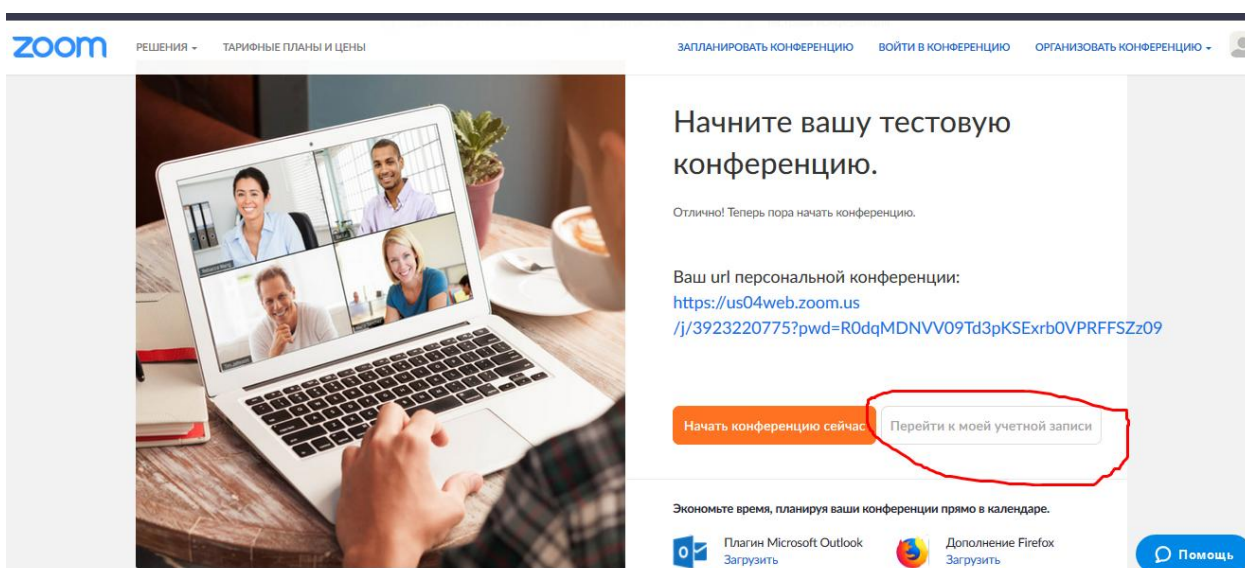 zoom
РЕШЕНИЯ
ТАРИФНЫЕ ПЛАНЫ И ЦЕНЫ
ЗАПЛАНИРОВАТЬ КОНФЕРЕНЦИЮ
ВОЙТИ В КОНФЕРЕНЦИЮ
ОРГАНИЗОВАТЬ КОНФЕРЕНЦИЮ
Начните вашу тестовую
конференцию.
Отлично! Теперь пора начать конференцию.
Ваш url персональной конференции:
https://us04web.zoom.us
/j/3923220775?pwd=R0dqMDNVV09Td3pKSExrb0VPRFFSZz09
Начать конференцию сейчас
Перейти к моей учетной записи
Экономьте время, планируя ваши конференции прямо в календаре.
Плагин Microsoft Outlook
Загрузить
Дополнение Firefox
Загрузить
Помощь